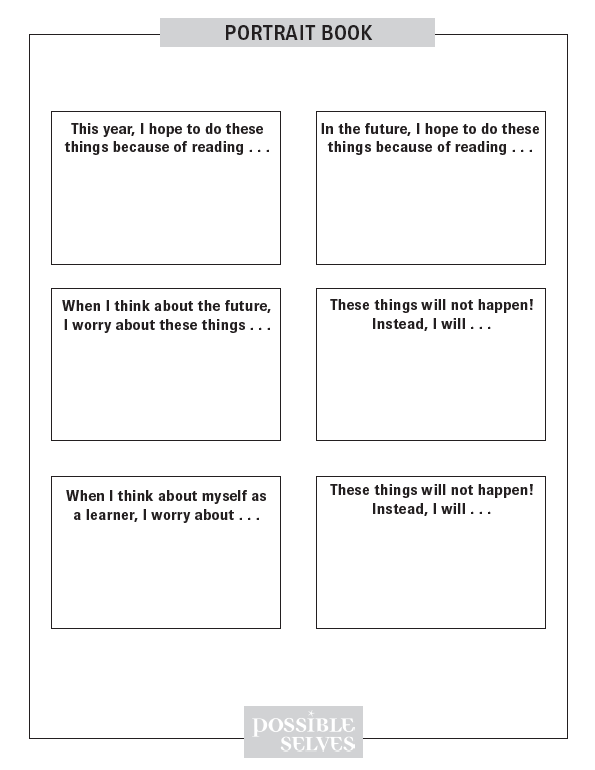 PORTRAIT BOOK
This year, I hope to do these
things because of reading . . .
In the future, I hope to do these
things because of reading . . .
When I think about the future,
I worry about these things . . .
These things will not happen!
Instead, I will . . .
When I think about myself as
a learner, I worry about . . .
These things will not happen!
Instead, I will . . .
POSSIBLE
SELVES